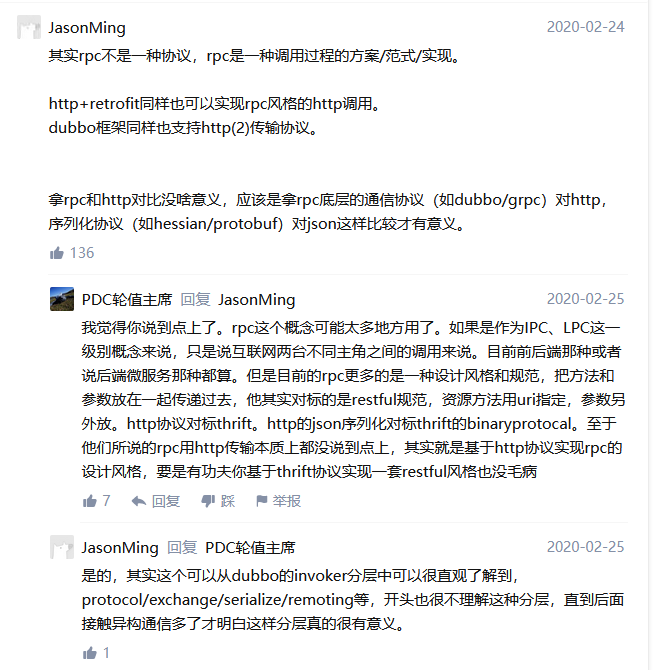 JasonMing 2020-02-24
其实rpc不是一种协议，rpc是一种调用过程的方案/范式/实现。
http+retrofit同样也可以实现rpc风格的http调用。
dubbo框架同样也支持http(2)传输协议。
拿rpc和http对比没啥意义，应该是拿rpc底层的通信协议（如dubbo/grpc）对http，
序列化协议（如hessian/protobuf）对json这样比较才有意义。
136
PDC轮值主席 回复 JasonMing 2020-02-25
我觉得你说到点上了。rpc这个概念可能太多地方用了。如果是作为IPC、LPC这一
级别概念来说，只是说互联网两台不同主角之间的调用来说。目前前后端那种或者
说后端微服务那种都算。但是目前的rpc更多的是一种设计风格和规范，把方法和
参数放在一起传递过去，他其实对标的是restful规范，资源方法用uri指定，参数另
外放。http协议对标thrift。http的json序列化对标thrift的binaryprotocal。至于
他们所说的rpc用http传输本质上都没说到点上，其实就是基于http协议实现rpc的
设计风格，要是有功夫你基于thrift协议实现一套restful风格也没毛病
7 回复 踩 举报
JasonMing 回复 PDC轮值主席 2020-02-25
是的，其实这个可以从dubbo的invoker分层中可以很直观了解到，
protocol/exchange/serialize/remoting等，开头也很不理解这种分层，直到后面
接触异构通信多了才明白这样分层真的很有意义。
1